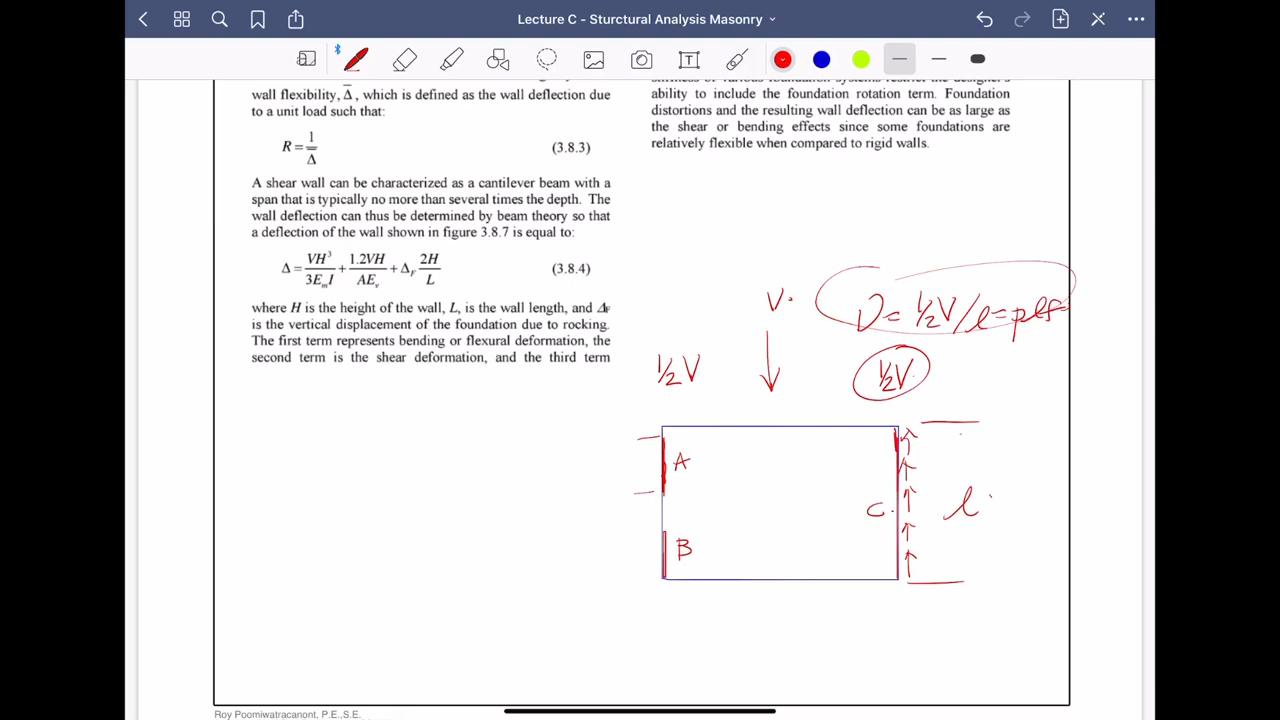 Lecture C - Sturctural Analysis Masonry
wall flexibility, Δ̅ , which is defined as the wall deflection due
to a unit load such that:
R = 1/Δ̅ (3.8.3)
A shear wall can be characterized as a cantilever beam with a
span that is typically no more than several times the depth. The
wall deflection can thus be determined by beam theory so that
a deflection of the wall shown in figure 3.8.7 is equal to:
Δ = VH³/3EₘI + 1.2VH/AEᵥ + Δ_F 2H/L (3.8.4)
where H is the height of the wall, L, is the wall length, and ΔF
is the vertical displacement of the foundation due to rocking.
The first term represents bending or flexural deformation, the
second term is the shear deformation, and the third term
ability to include the foundation rotation term. Foundation
distortions and the resulting wall deflection can be as large as
the shear or bending effects since some foundations are
relatively flexible when compared to rigid walls.
V.
V = ½V/l = plf
½V
½V
A
B
C.
l
Roy Poomiwatracanont, P.E.,S.E.